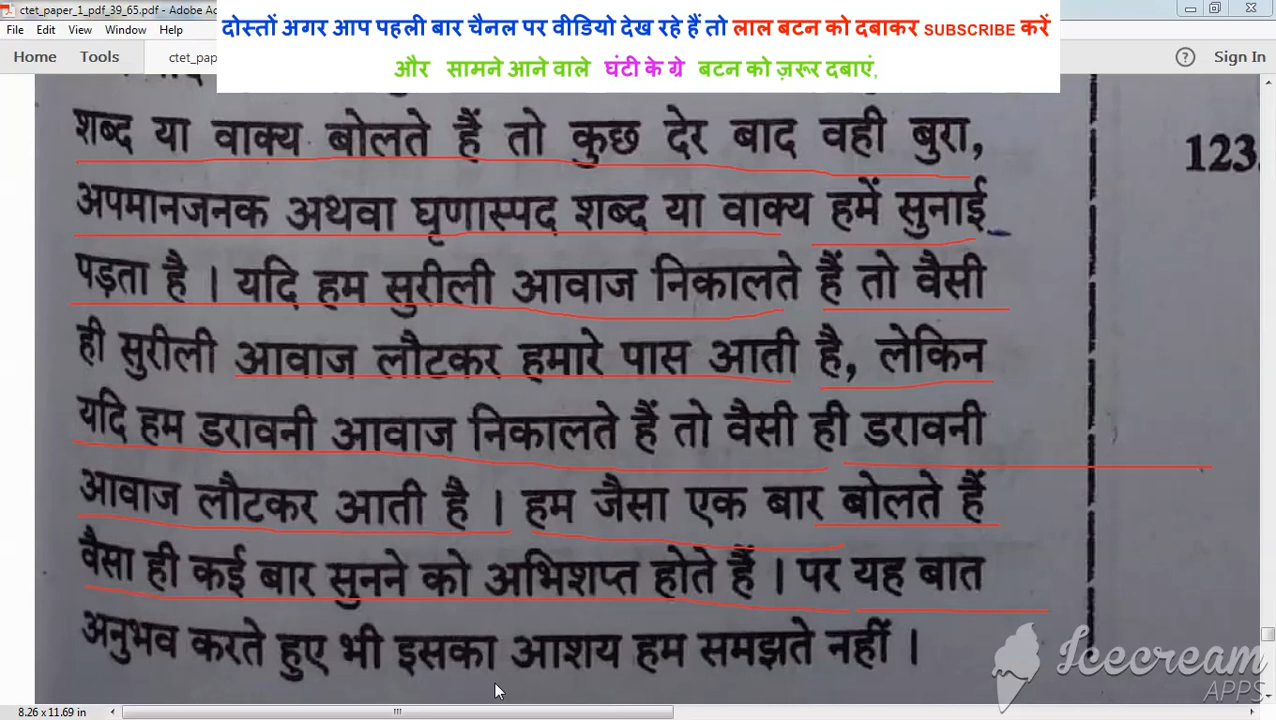 ctet_paper_1_pdf_39_65.pdf - Adobe Ac
दोस्तों अगर आप पहली बार चैनल पर वीडियो देख रहे हैं तो लाल बटन को दबाकर SUBSCRIBE करें
और सामने आने वाले घंटी के ग्रे बटन को ज़रूर दबाएं,
File Edit View Window Help
Home Tools ctet_pa Sign In
शब्द या वाक्य बोलते हैं तो कुछ देर बाद वही बुरा,
123.
अपमानजनक अथवा घृणास्पद शब्द या वाक्य हमें सुनाई
पड़ता है । यदि हम सुरीली आवाज निकालते हैं तो वैसी
ही सुरीली आवाज लौटकर हमारे पास आती है, लेकिन
यदि हम डरावनी आवाज निकालते हैं तो वैसी ही डरावनी
आवाज लौटकर आती है । हम जैसा एक बार बोलते हैं
वैसा ही कई बार सुनने को अभिशप्त होते हैं । पर यह बात
अनुभव करते हुए भी इसका आशय हम समझते नहीं ।
Icecream
APPS
8.26 x 11.69 in